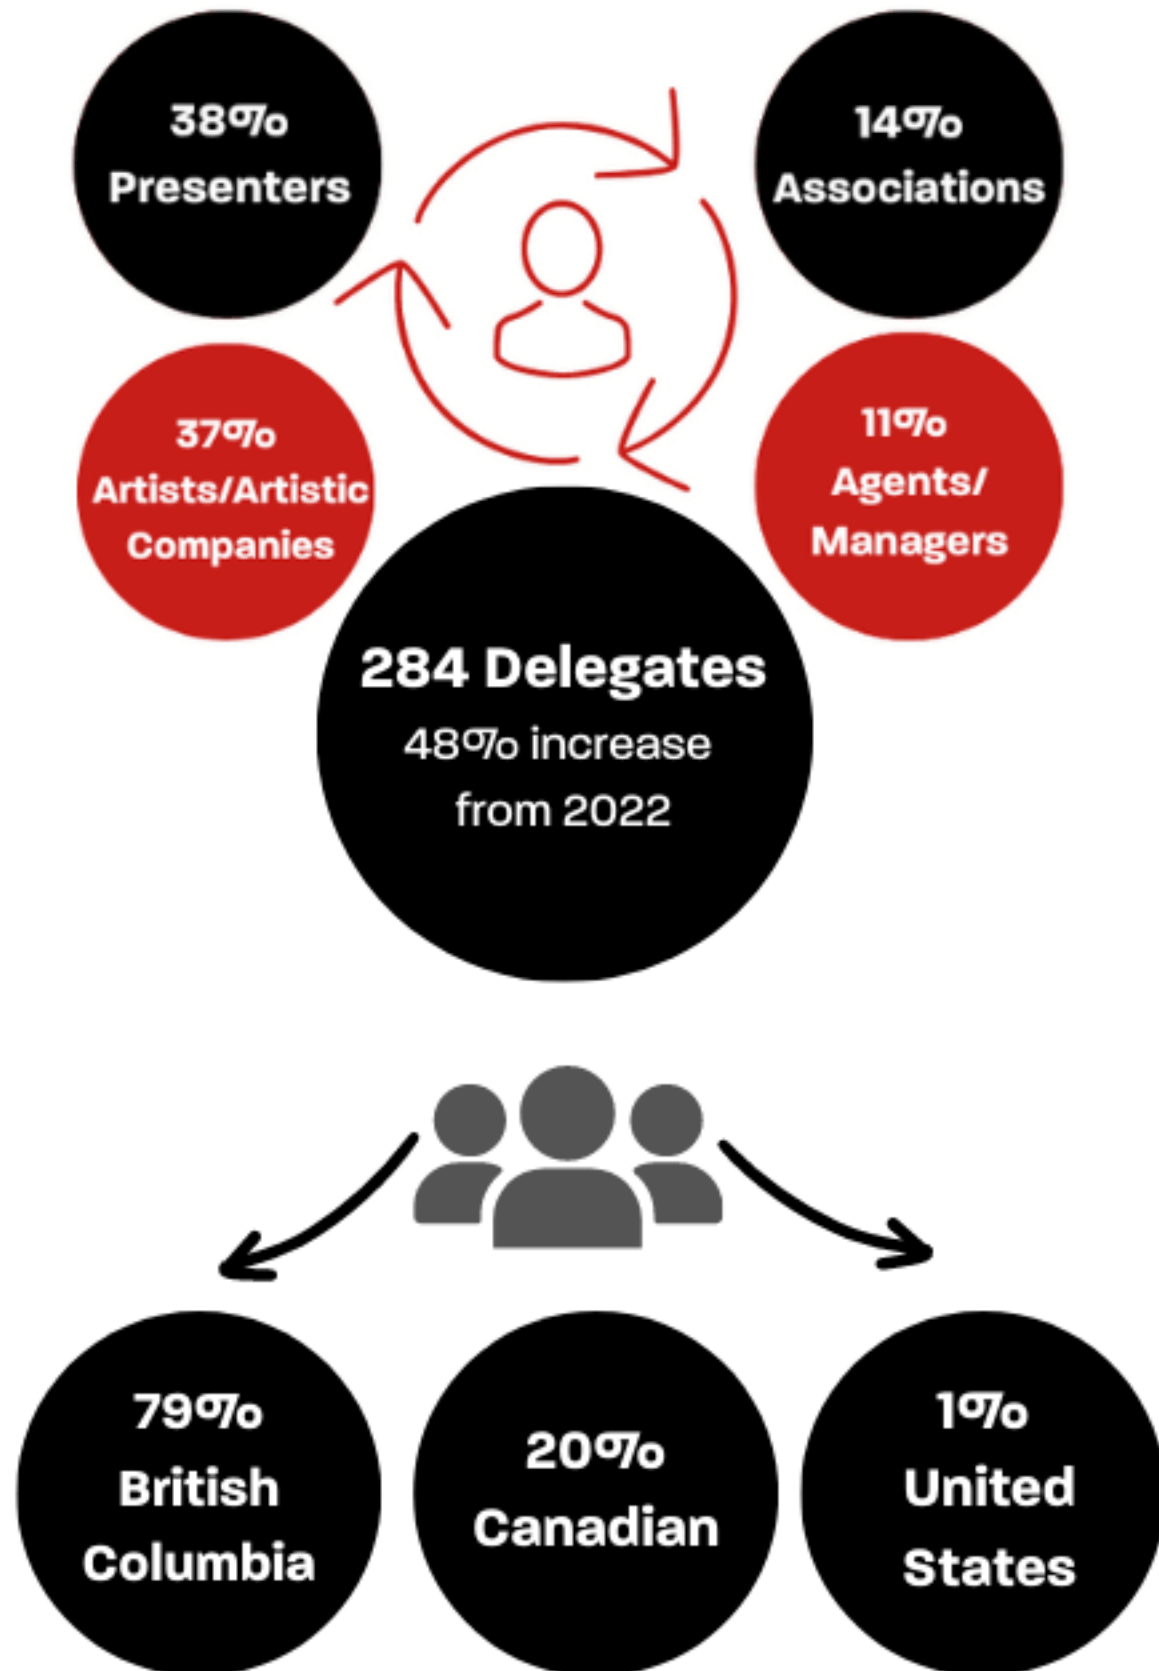 38%
Presenters
14%
Associations
37%
Artists/Artistic
Companies
11%
Agents/
Managers
284 Delegates
48% increase
from 2022
79%
British
Columbia
20%
Canadian
1%
United
States